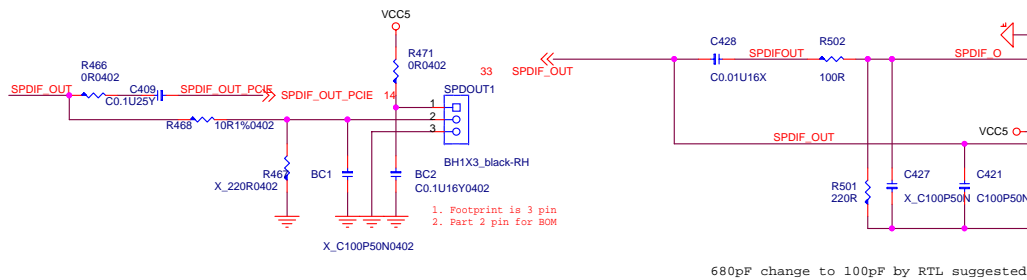 VCC5
R466
0R0402
SPDIF_OUT
C409
C0.1U25Y
SPDIF_OUT_PCIE
SPDIF_OUT_PCIE 14
R471
0R0402
33 SPDIF_OUT
SPDOUT1
1
2
3
BH1X3_black-RH
R468
10R1%0402
R467
X_220R0402
BC1
X_C100P50N0402
BC2
C0.1U16Y0402
1. Footprint is 3 pin
2. Part 2 pin for BOM
C428
C0.01U16X
SPDIFOUT
R502
100R
SPDIF_O
SPDIF_OUT
VCC5
R501
220R
C427
X_C100P50N
C421
C100P50N
680pF change to 100pF by RTL suggested